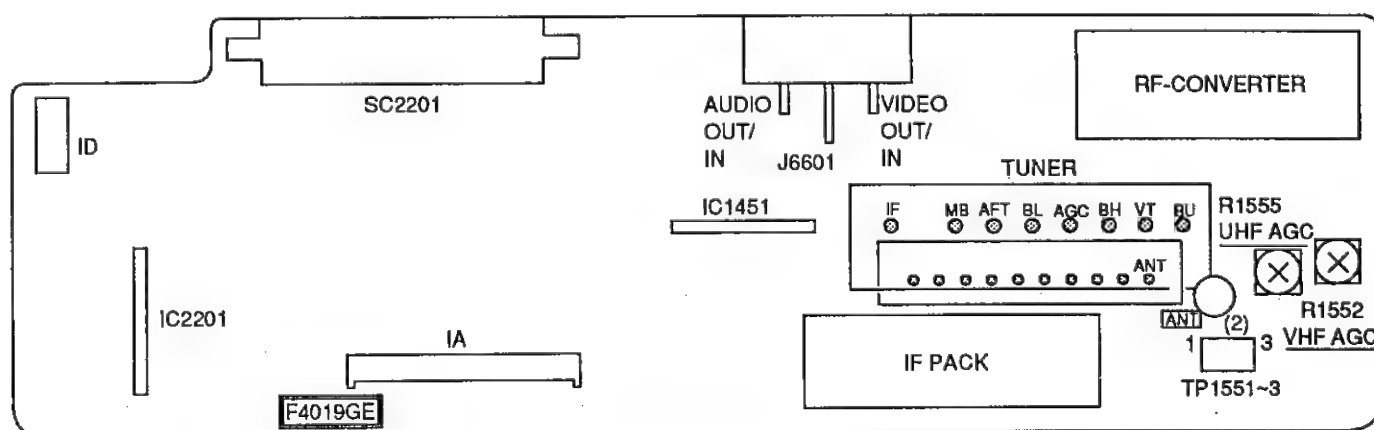 SC2201
ID
AUDIO
OUT/
IN
J6601
VIDEO
OUT/
IN
RF-CONVERTER
TUNER
IC1451
IF MB AFT BL AGC BH VT BU
ANT
R1555
UHF AGC
R1552
VHF AGC
ANT
(2)
1 3
TP1551~3
IC2201
IA
IF PACK
F4019GE